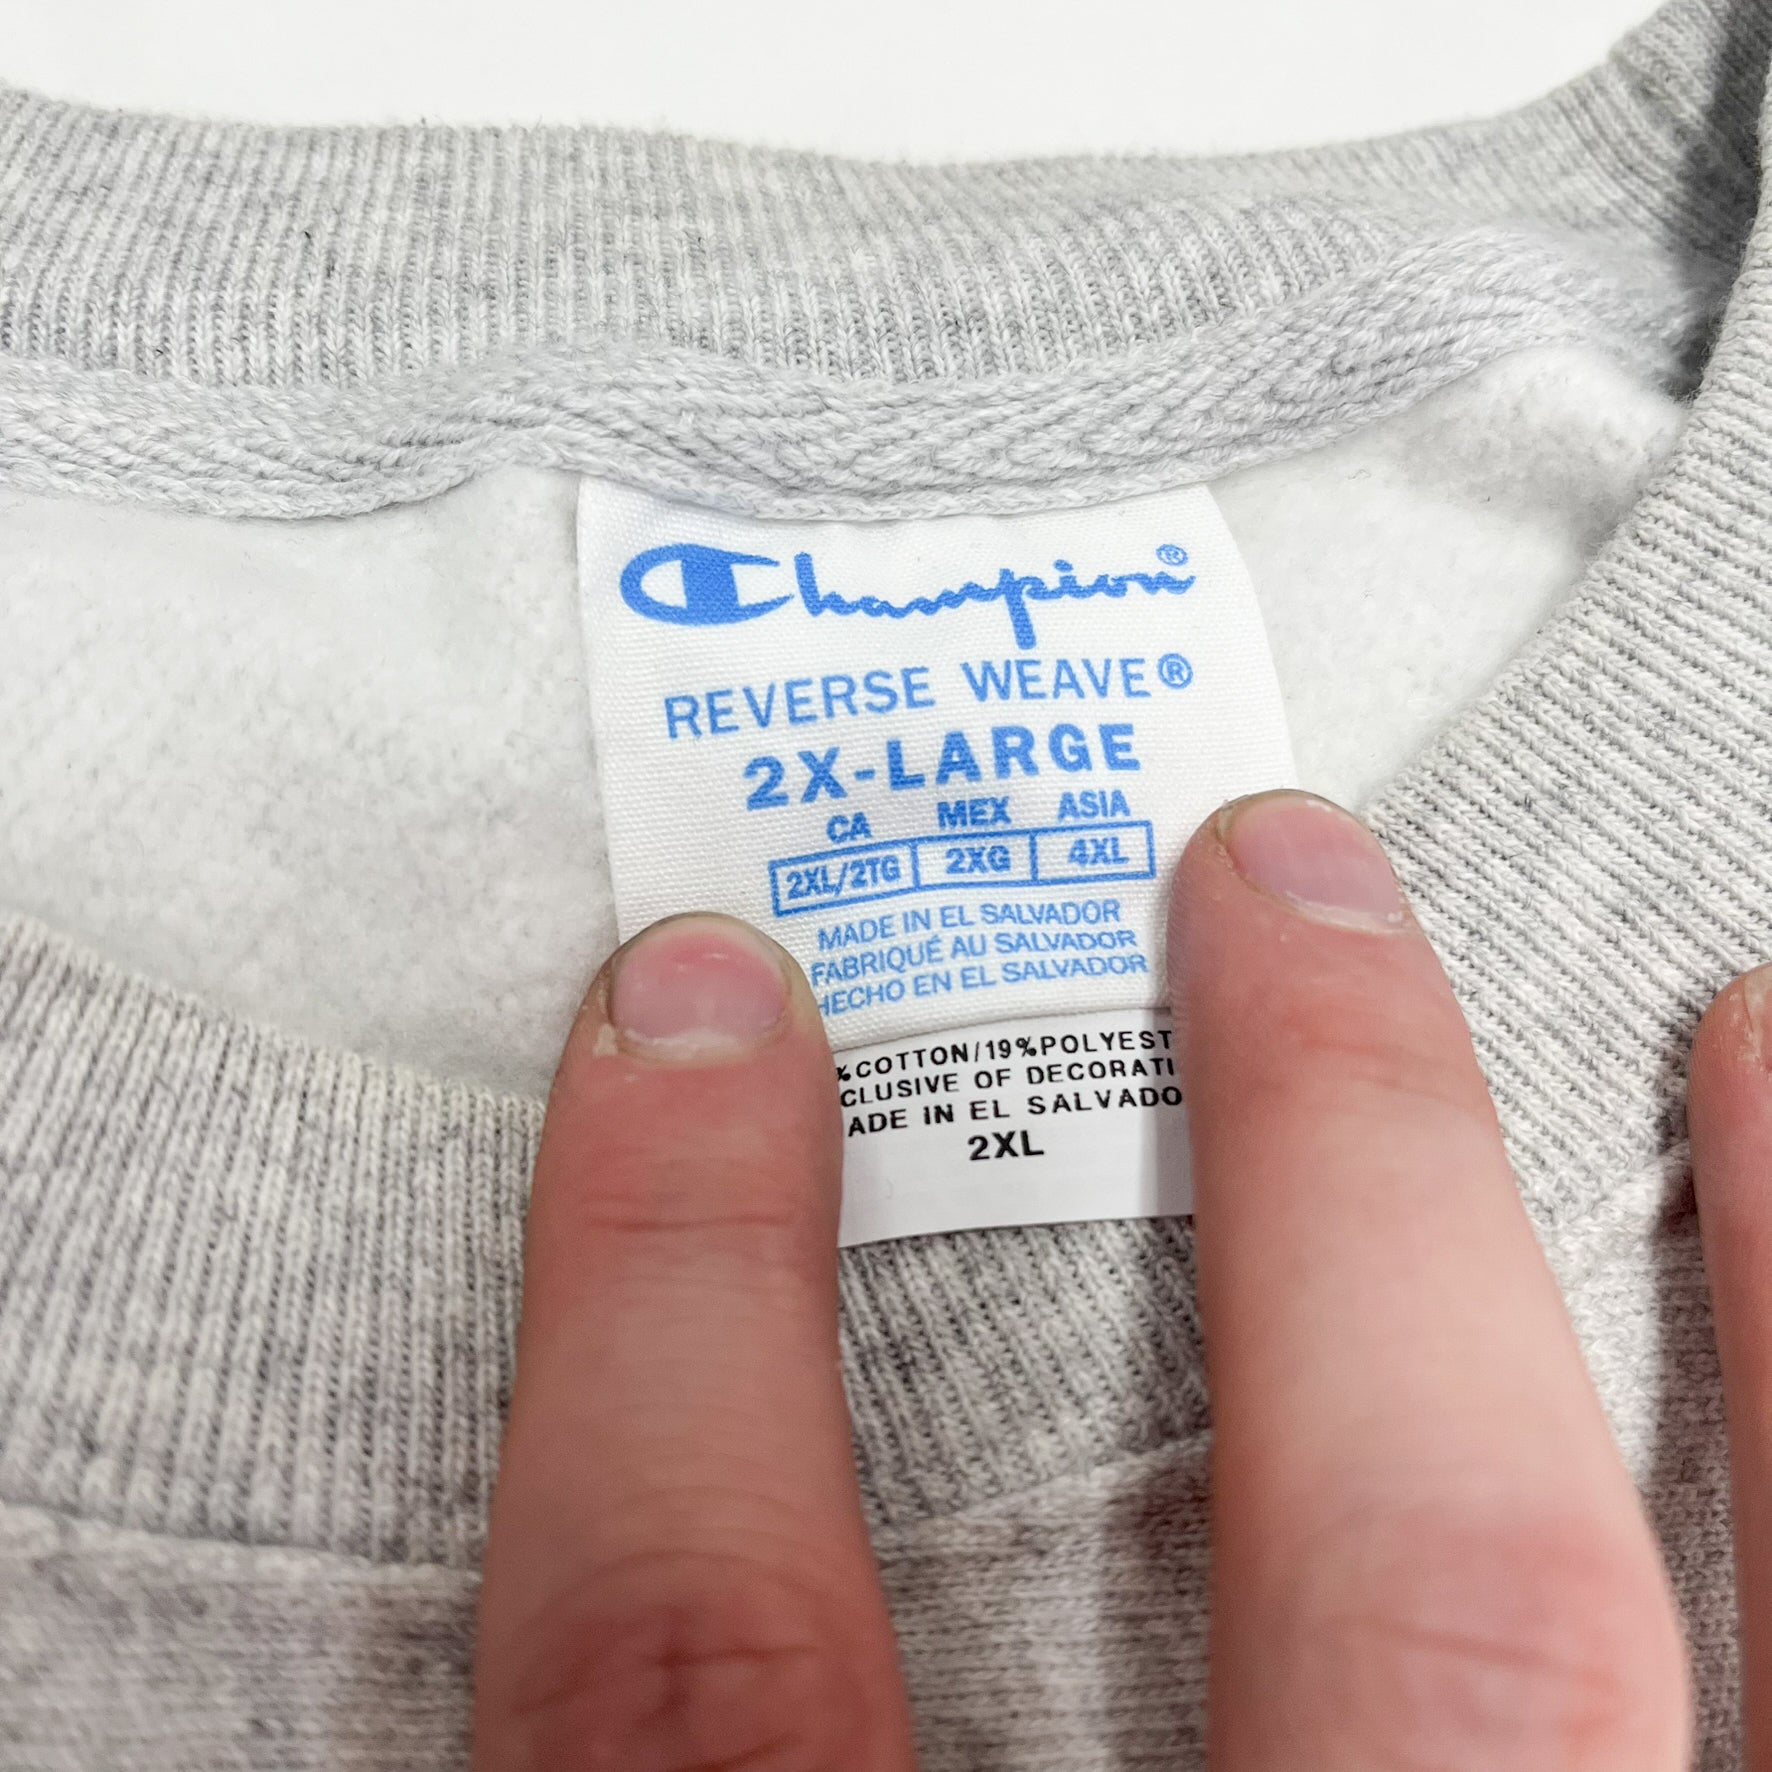 Champion®
REVERSE WEAVE®
2X-LARGE
CA MEX ASIA
2XL/2TG 2XG 4XL
MADE IN EL SALVADOR
FABRIQUÉ AU SALVADOR
HECHO EN EL SALVADOR
% COTTON/19%POLYEST
CLUSIVE OF DECORATI
ADE IN EL SALVADO
2XL